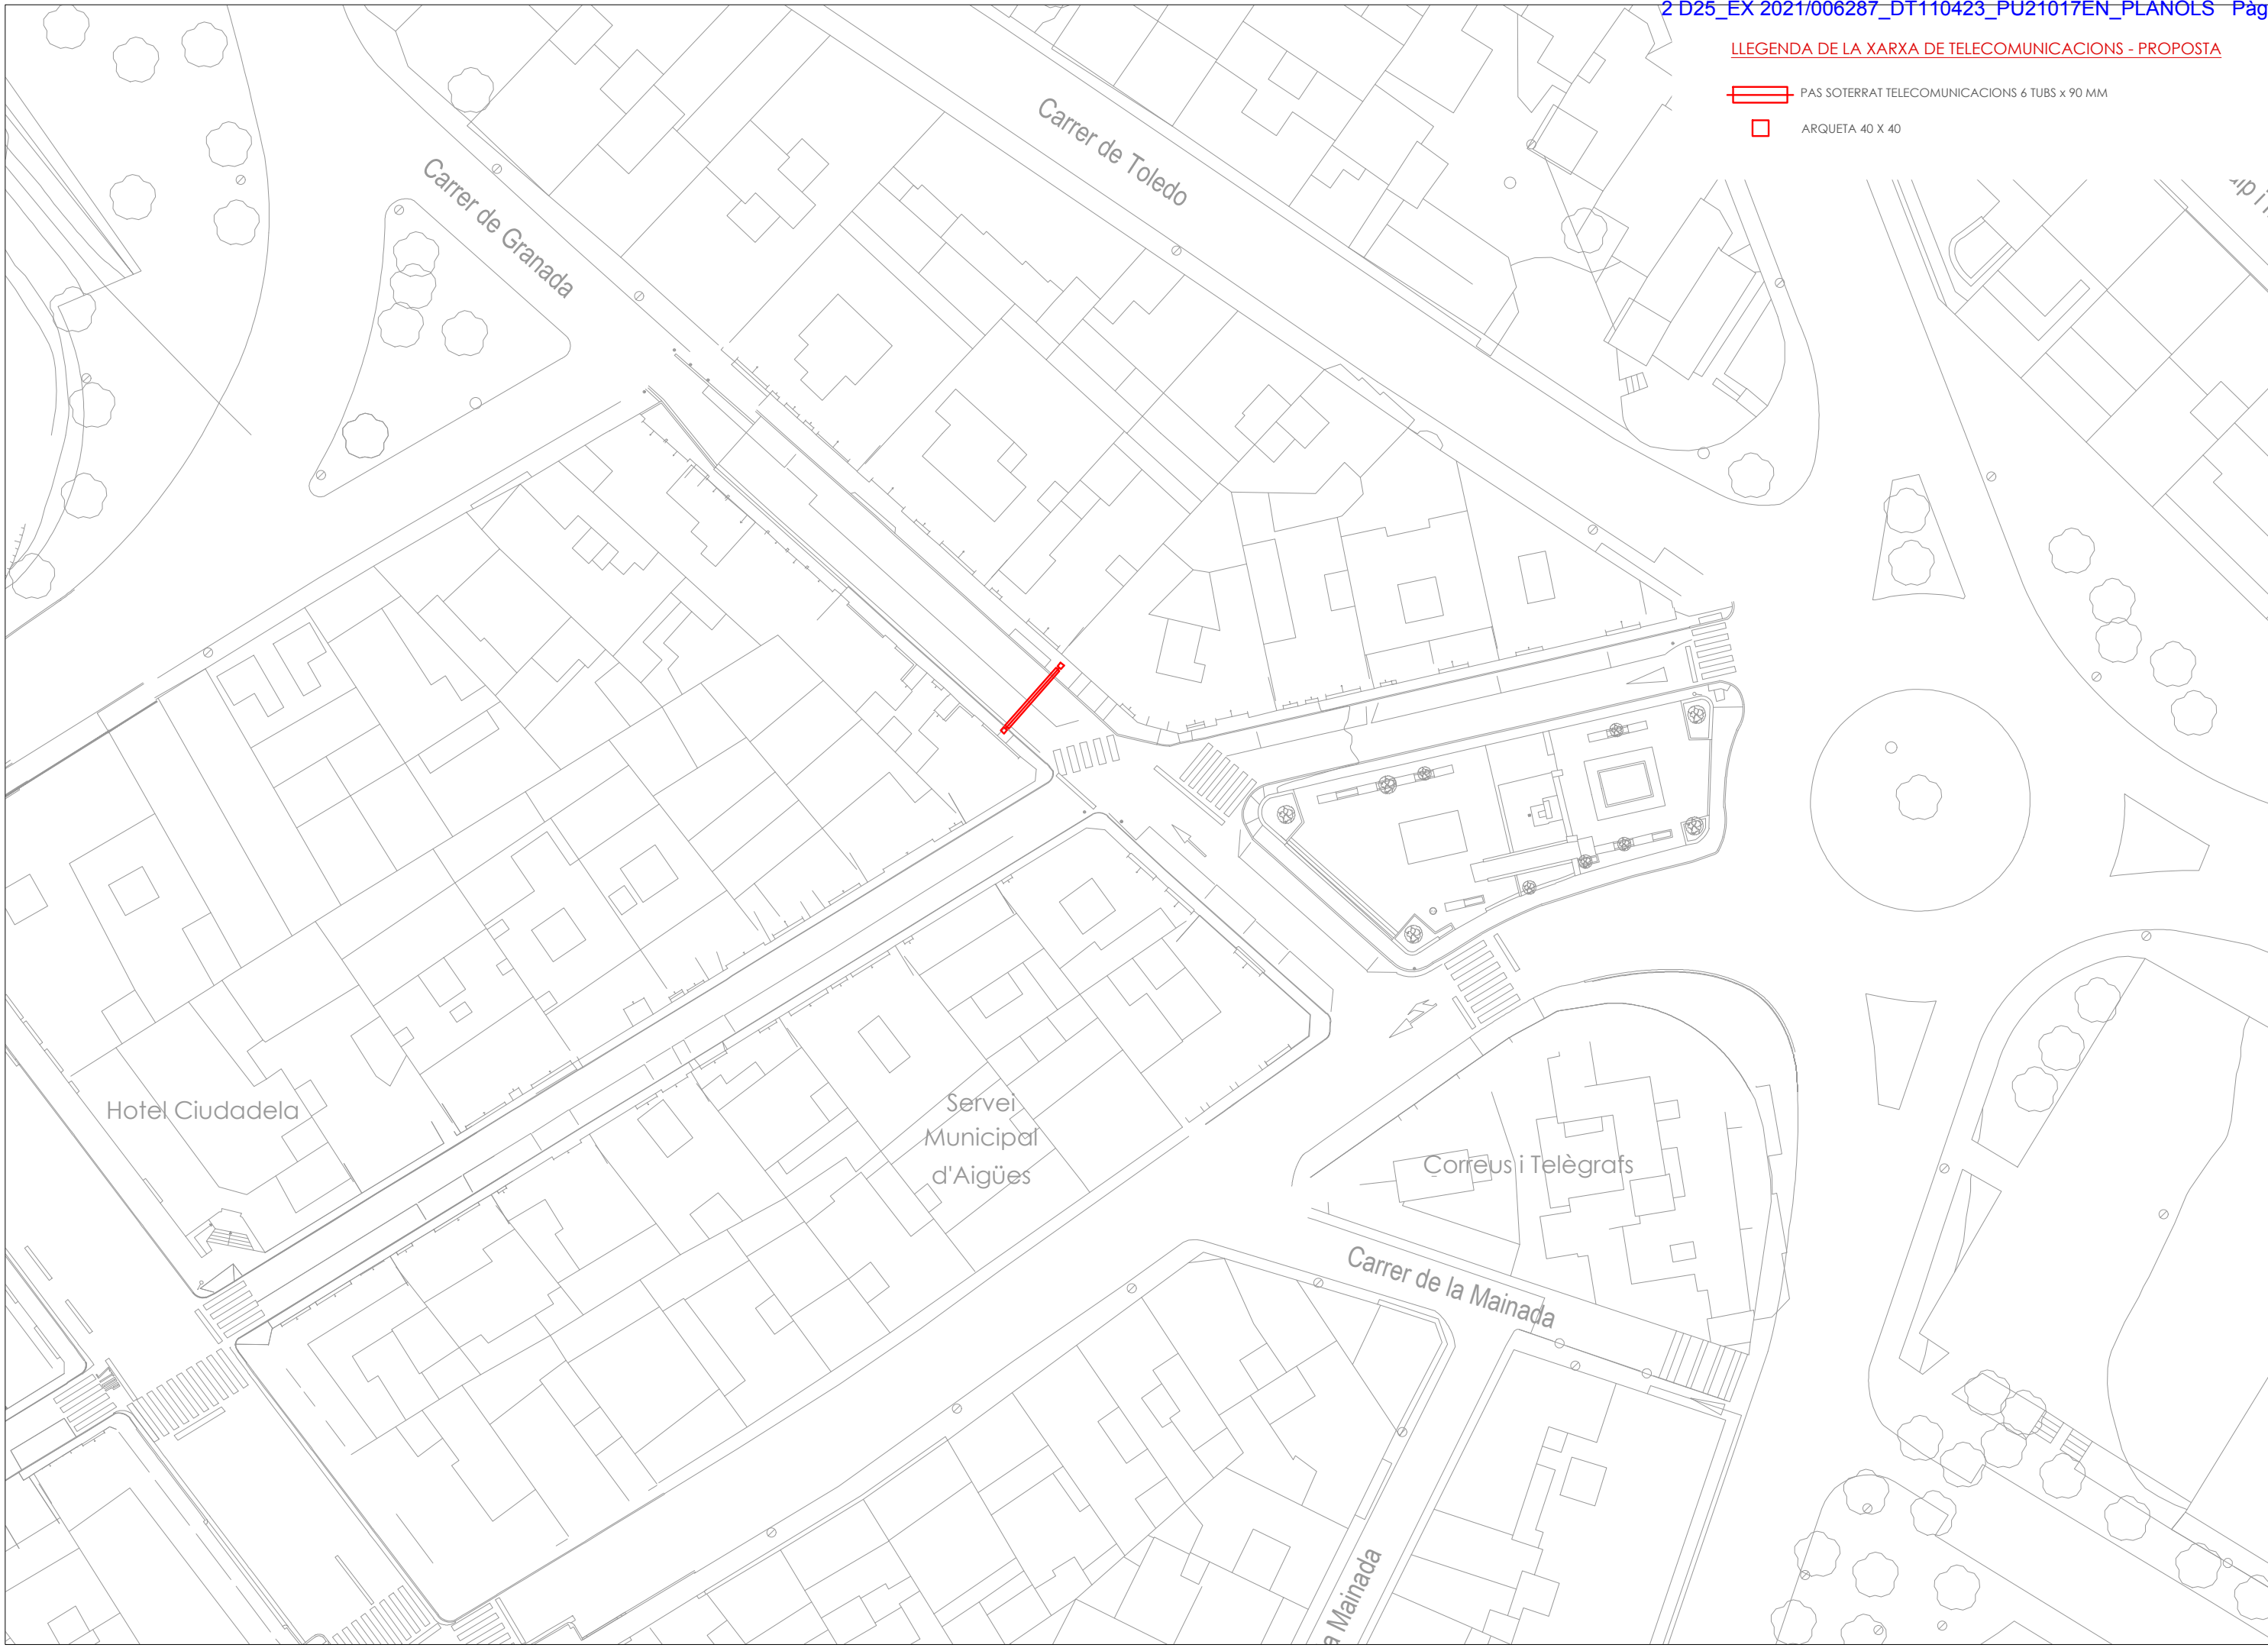 2 D25_EX 2021/006287_DT110423_PU21017EN_PLANOLS Pàg
LLEGENDA DE LA XARXA DE TELECOMUNICACIONS - PROPOSTA
PAS SOTERRAT TELECOMUNICACIONS 6 TUBS x 90 MM
ARQUETA 40 X 40
Carrer de Toledo
Carrer de Granada
Hotel Ciudadela
Servei
Municipal
d'Aigües
Correus i Telègrafs
Carrer de la Mainada
a Mainada